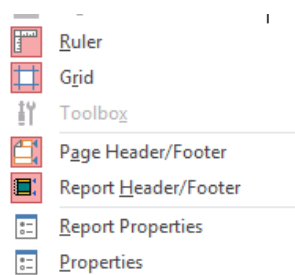 Ruler
Grid
Toolbox
Page Header/Footer
Report Header/Footer
Report Properties
Properties